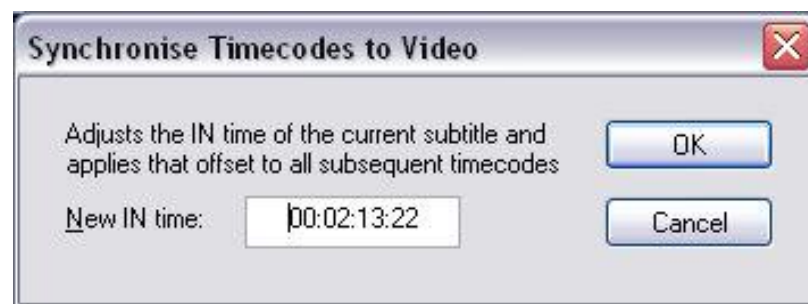 Synchronise Timecodes to Video
Adjusts the IN time of the current subtitle and
applies that offset to all subsequent timecodes
OK
New IN time: 00:02:13:22
Cancel